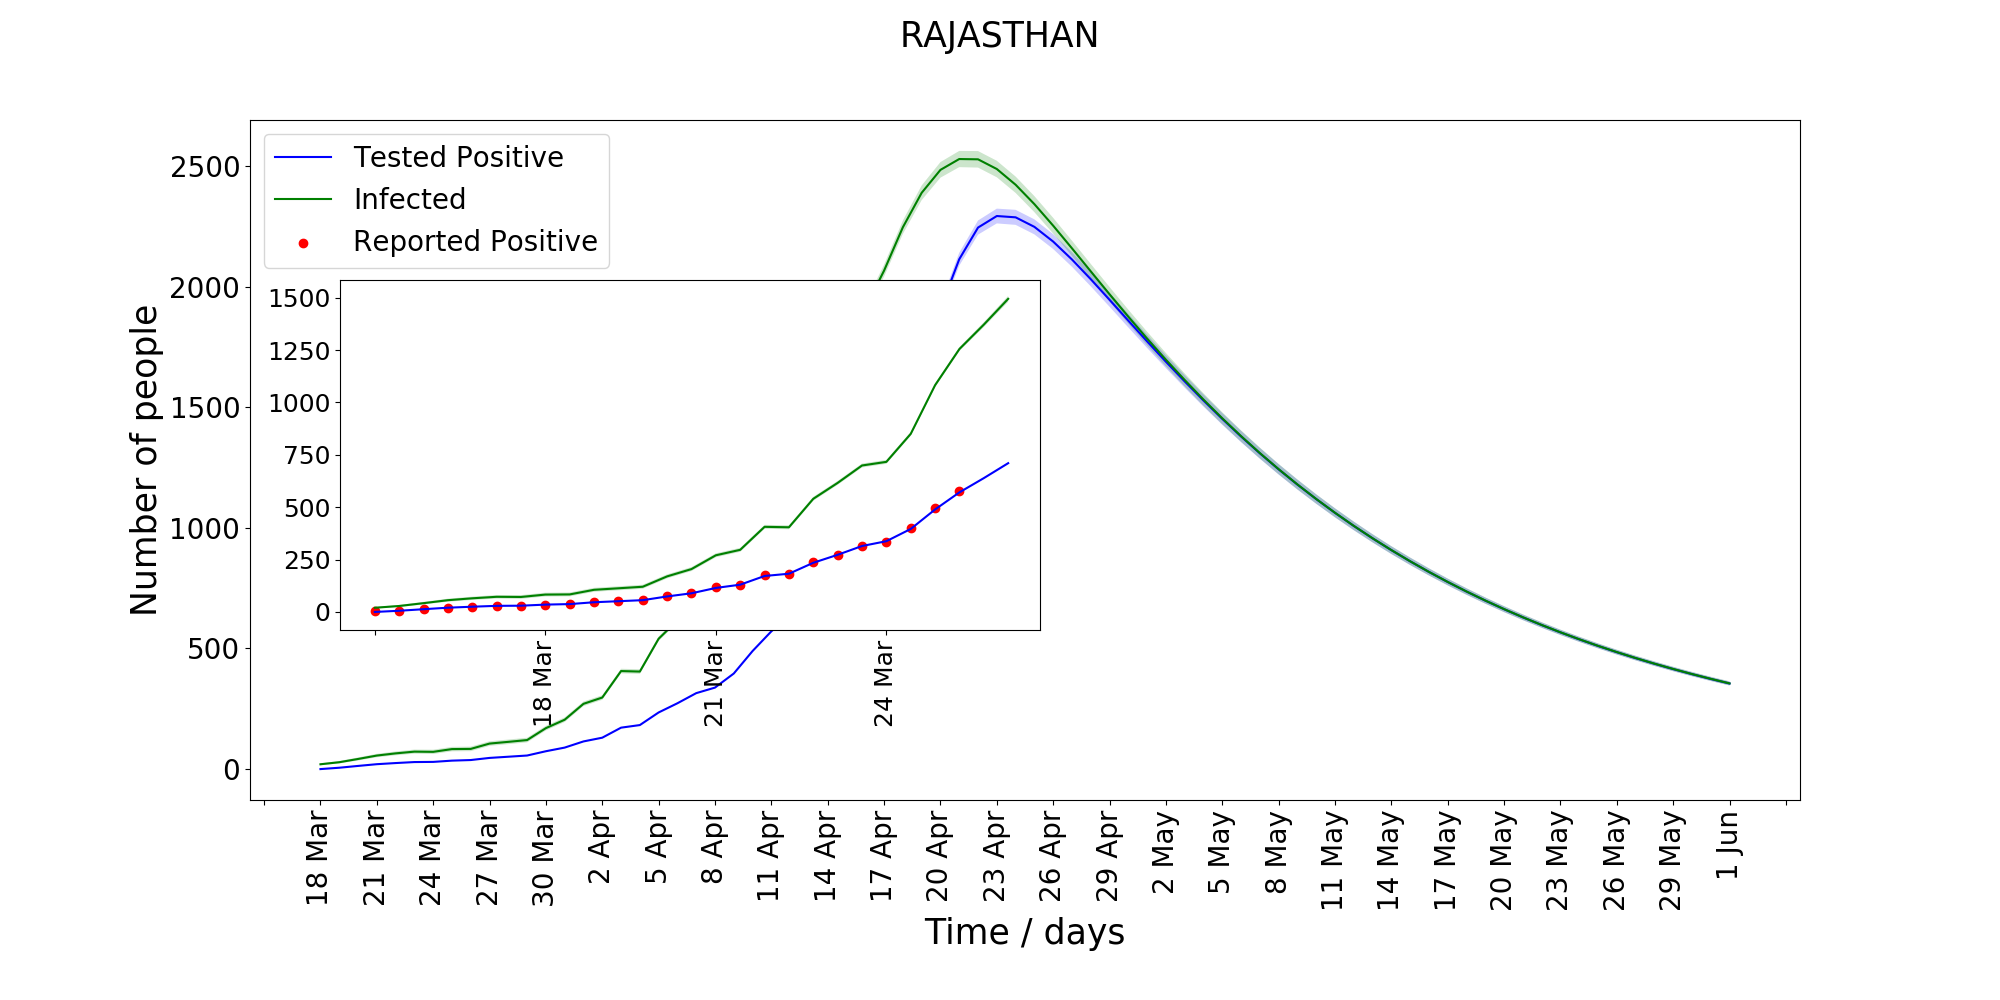 RAJASTHAN
Tested Positive
Infected
Reported Positive
Number of people
2500
2000
1500
1000
500
0
1500
1250
1000
750
500
250
0
18 Mar
21 Mar
24 Mar
18 Mar
21 Mar
24 Mar
27 Mar
30 Mar
2 Apr
5 Apr
8 Apr
11 Apr
14 Apr
17 Apr
20 Apr
23 Apr
26 Apr
29 Apr
2 May
5 May
8 May
11 May
14 May
17 May
20 May
23 May
26 May
29 May
1 Jun
Time / days